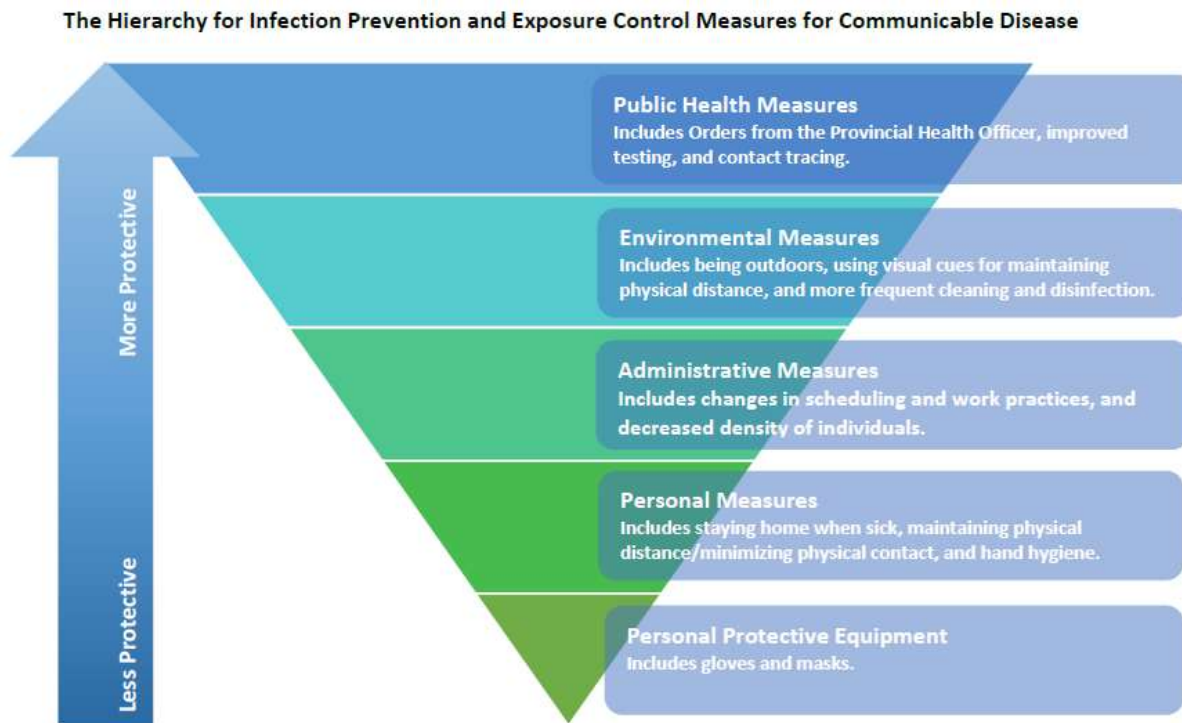 The Hierarchy for Infection Prevention and Exposure Control Measures for Communicable Disease
More Protective
Less Protective
Public Health Measures
Includes Orders from the Provincial Health Officer, improved
testing, and contact tracing.
Environmental Measures
Includes being outdoors, using visual cues for maintaining
physical distance, and more frequent cleaning and disinfection.
Administrative Measures
Includes changes in scheduling and work practices, and
decreased density of individuals.
Personal Measures
Includes staying home when sick, maintaining physical
distance/minimizing physical contact, and hand hygiene.
Personal Protective Equipment
Includes gloves and masks.